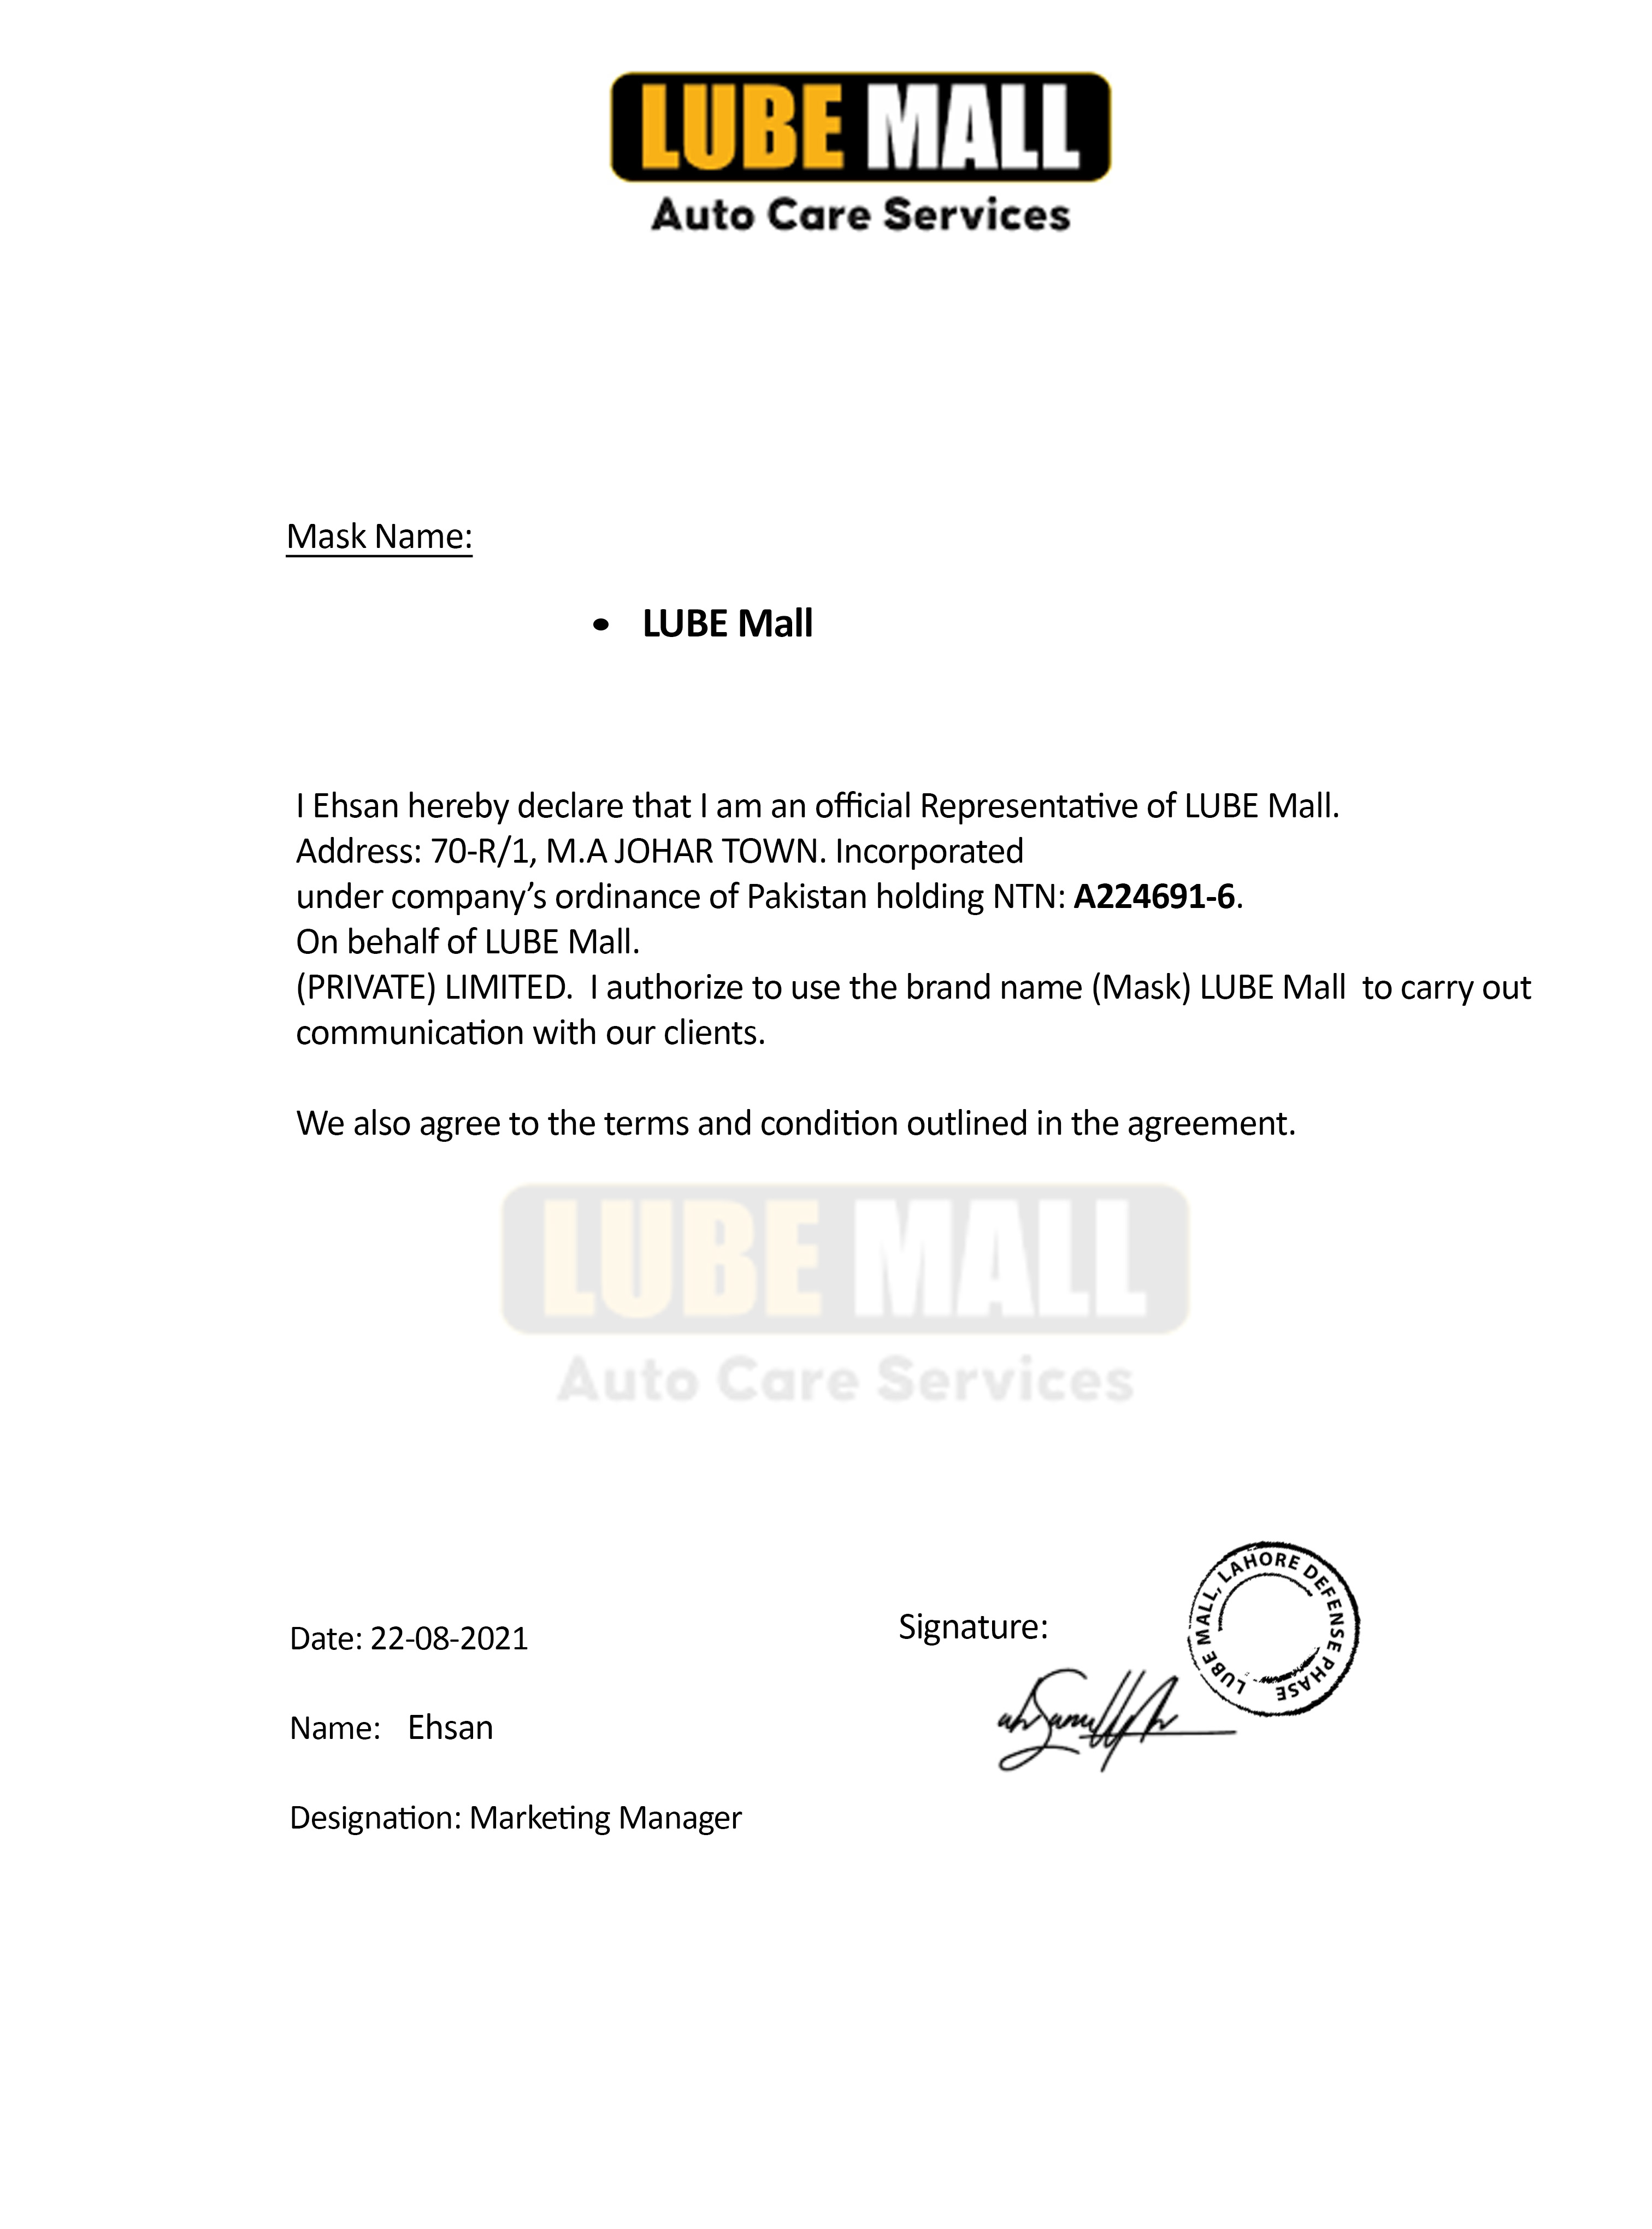 LUBE MALL
Auto Care Services
Mask Name:
• LUBE Mall
I Ehsan hereby declare that I am an official Representative of LUBE Mall.
Address: 70-R/1, M.A JOHAR TOWN. Incorporated
under company’s ordinance of Pakistan holding NTN: A224691-6.
On behalf of LUBE Mall.
(PRIVATE) LIMITED.  I authorize to use the brand name (Mask) LUBE Mall  to carry out
communication with our clients.
We also agree to the terms and condition outlined in the agreement.
LUBE MALL
Auto Care Services
Date: 22-08-2021
Signature:
LUBE MALL, LAHORE DEFENSE PHASE
Name: Ehsan
Designation: Marketing Manager